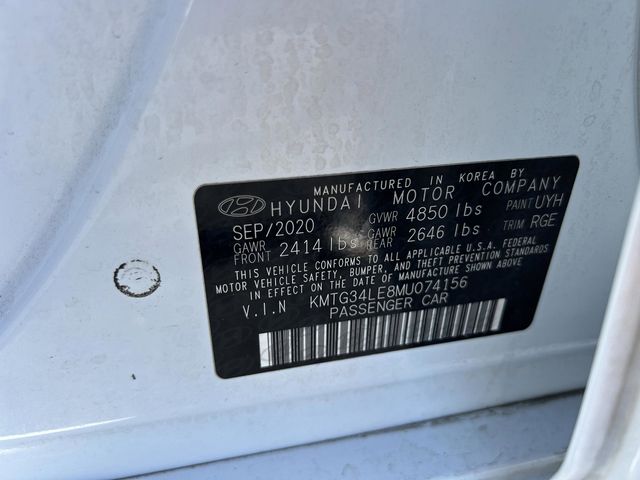 MANUFACTURED IN KOREA BY
HYUNDAI MOTOR COMPANY
SEP/2020 GVWR 4850 lbs PAINT UYH
GAWR FRONT 2414 lbs GAWR REAR 2646 lbs TRIM RGE
THIS VEHICLE CONFORMS TO ALL APPLICABLE U.S.A. FEDERAL
MOTOR VEHICLE SAFETY, BUMPER, AND THEFT PREVENTION STANDARDS
IN EFFECT ON THE DATE OF MANUFACTURE SHOWN ABOVE.
V.I.N KMTG34LE8MU074156
PASSENGER CAR